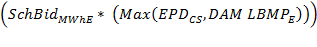 (SchBid_MWhE * (Max(EPD_CS, DAM LBMP_E)))